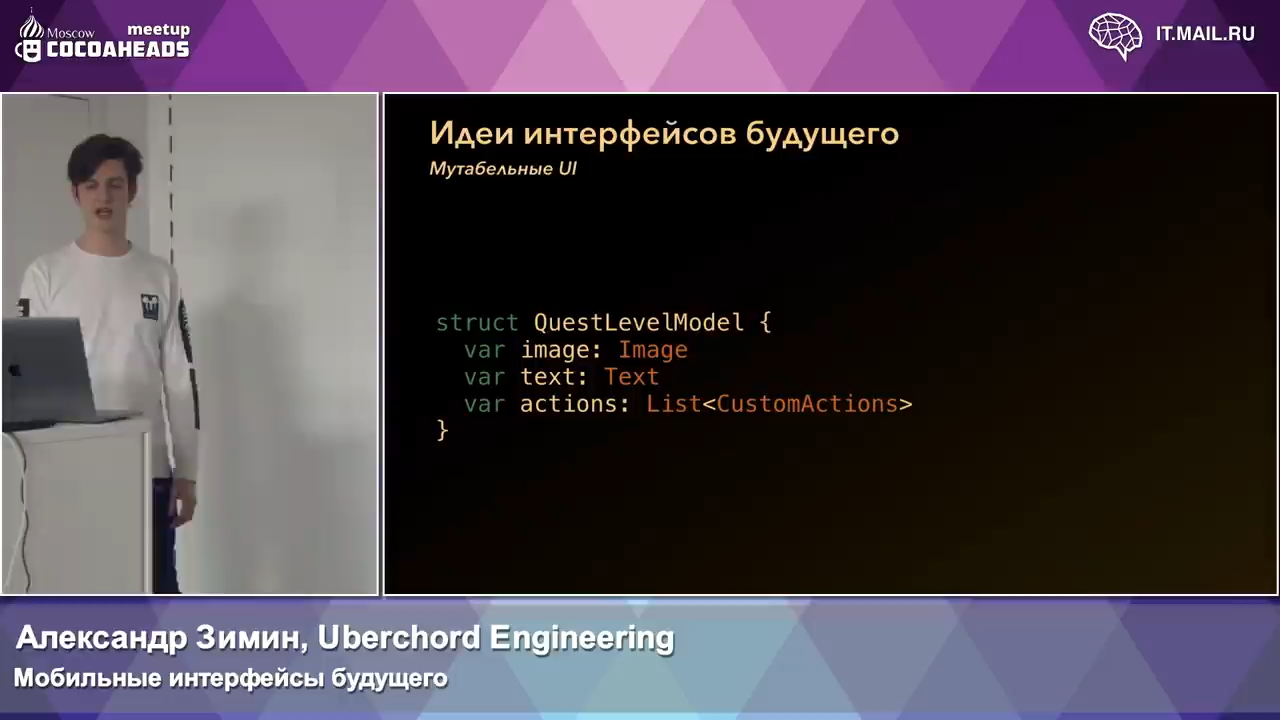 Moscow meetup
COCOAHEADS
IT.MAIL.RU
Идеи интерфейсов будущего
Мутабельные UI
struct QuestLevelModel {
var image: Image
var text: Text
var actions: List<CustomActions>
}
Александр Зимин, Uberchord Engineering
Мобильные интерфейсы будущего